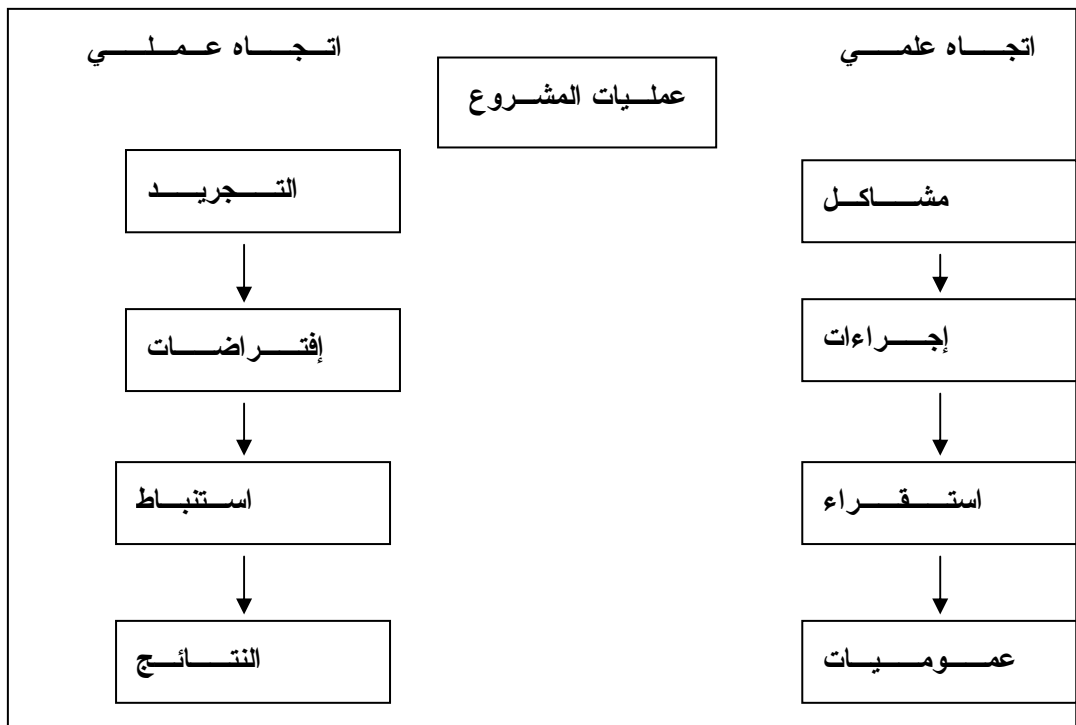 اتجاه علمي
اتجاه عملي
عمليات المشروع
التجريد
مشاكل
إفتراضات
إجراءات
استنباط
استقراء
النتائج
عموميات